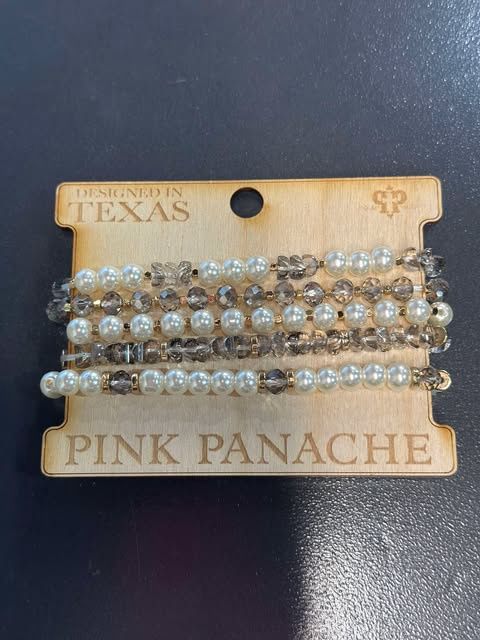 DESIGNED IN
TEXAS
PINK PANACHE